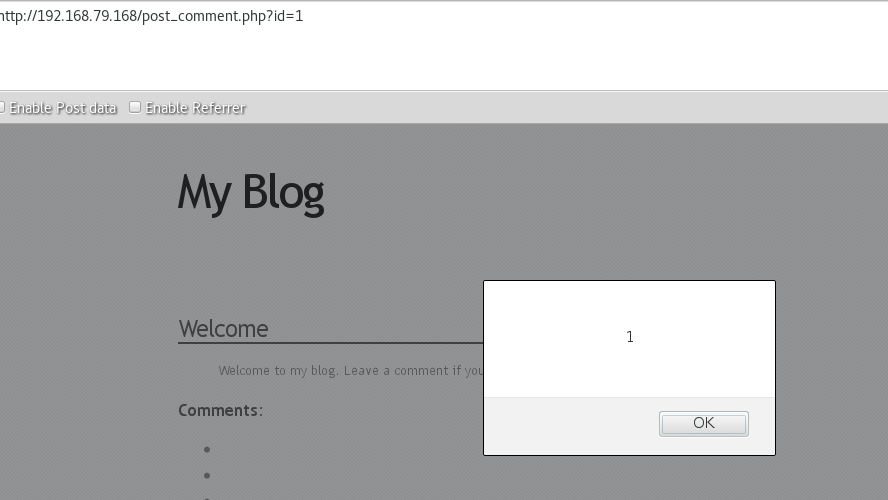 http://192.168.79.168/post_comment.php?id=1
Enable Post data Enable Referrer
My Blog
Welcome
Welcome to my blog. Leave a comment if you
Comments:
1
OK